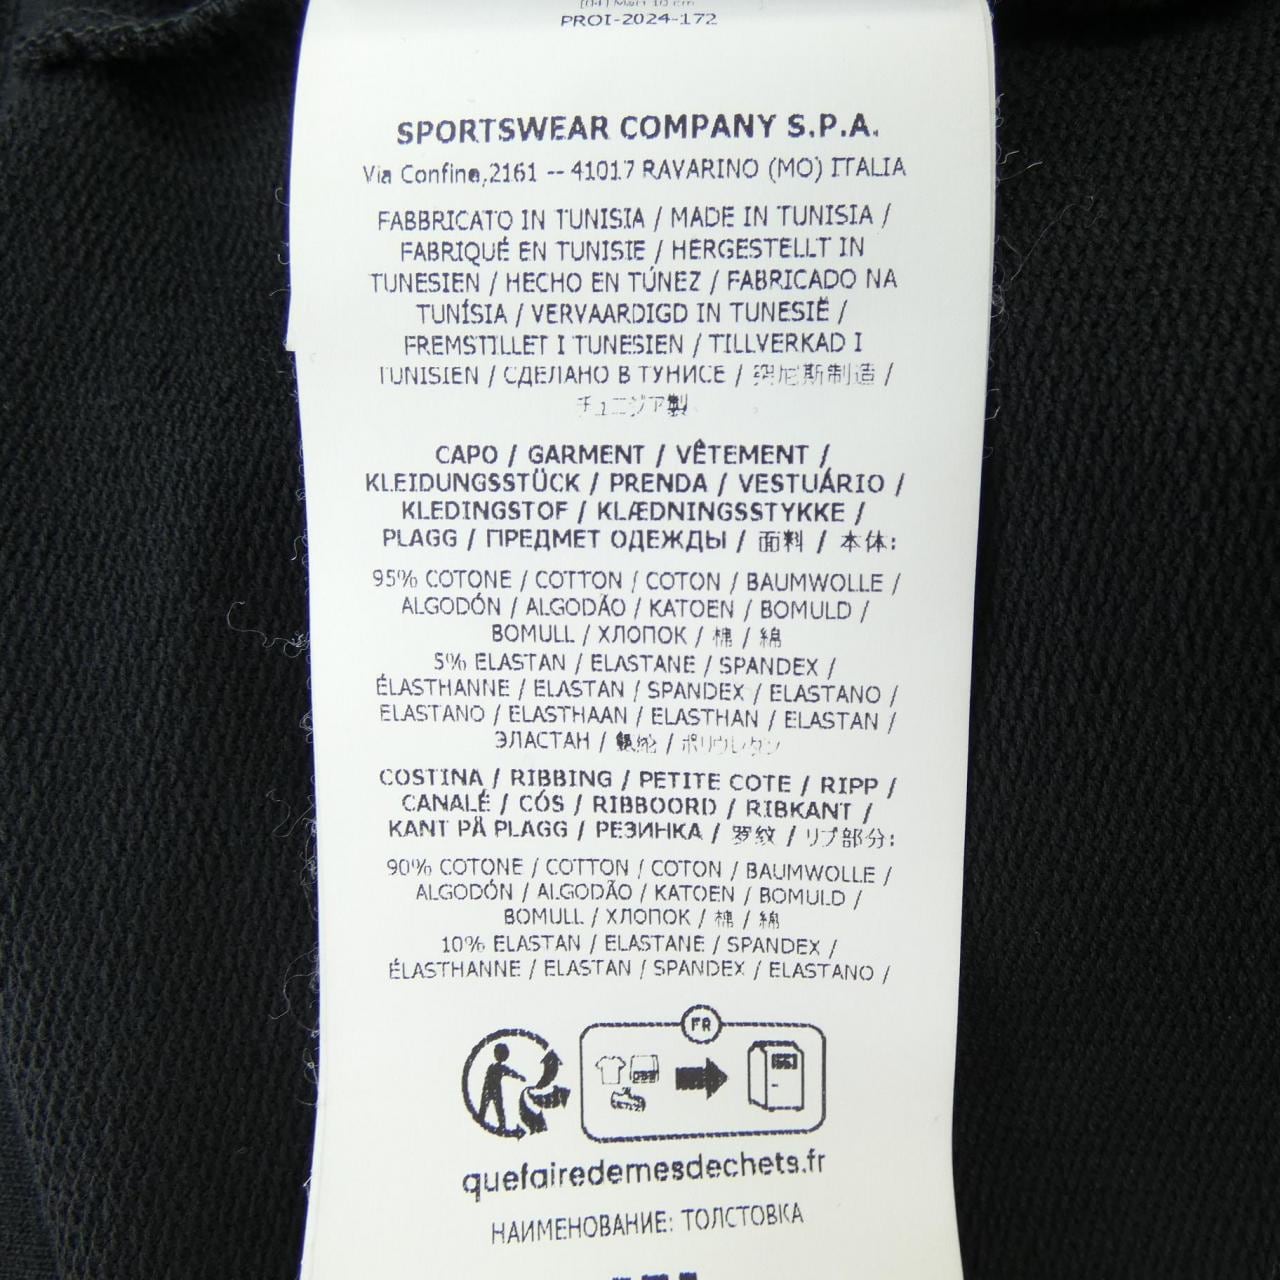 PROI-2024-172
SPORTSWEAR COMPANY S.P.A.
Via Confine,2161 -- 41017 RAVARINO (MO) ITALIA
FABBRICATO IN TUNISIA / MADE IN TUNISIA /
FABRIQUÉ EN TUNISIE / HERGESTELLT IN
TUNESIEN / HECHO EN TÚNEZ / FABRICADO NA
TUNÍSIA / VERVAARDIGD IN TUNESIË /
FREMSTILLET I TUNESIEN / TILLVERKAD I
TUNISIEN / СДЕЛАНО В ТУНИСЕ / 突尼斯制造 /
チュニジア製
CAPO / GARMENT / VÊTEMENT /
KLEIDUNGSSTÜCK / PRENDA / VESTUÁRIO /
KLEDINGSTOF / KLÆDNINGSSTYKKE /
PLAGG / ПРЕДМЕТ ОДЕЖДЫ / 面料 / 本体:
95% COTONE / COTTON / COTON / BAUMWOLLE /
ALGODÓN / ALGODÃO / KATOEN / BOMULD /
BOMULL / ХЛОПОК / 棉 / 綿
5% ELASTAN / ELASTANE / SPANDEX /
ÉLASTHANNE / ELASTAN / SPANDEX / ELASTANO /
ELASTANO / ELASTHAAN / ELASTHAN / ELASTAN /
ЭЛАСТАН / 氨纶 / ポリウレタン
COSTINA / RIBBING / PETITE COTE / RIPP /
CANALÉ / CÓS / RIBBOORD / RIBKANT /
KANT PÅ PLAGG / РЕЗИНКА / 罗纹 / リブ部分:
90% COTONE / COTTON / COTON / BAUMWOLLE /
ALGODÓN / ALGODÃO / KATOEN / BOMULD /
BOMULL / ХЛОПОК / 棉 / 綿
10% ELASTAN / ELASTANE / SPANDEX /
ÉLASTHANNE / ELASTAN / SPANDEX / ELASTANO /
FR
quefairedemesdechets.fr
НАИМЕНОВАНИЕ: ТОЛСТОВКА